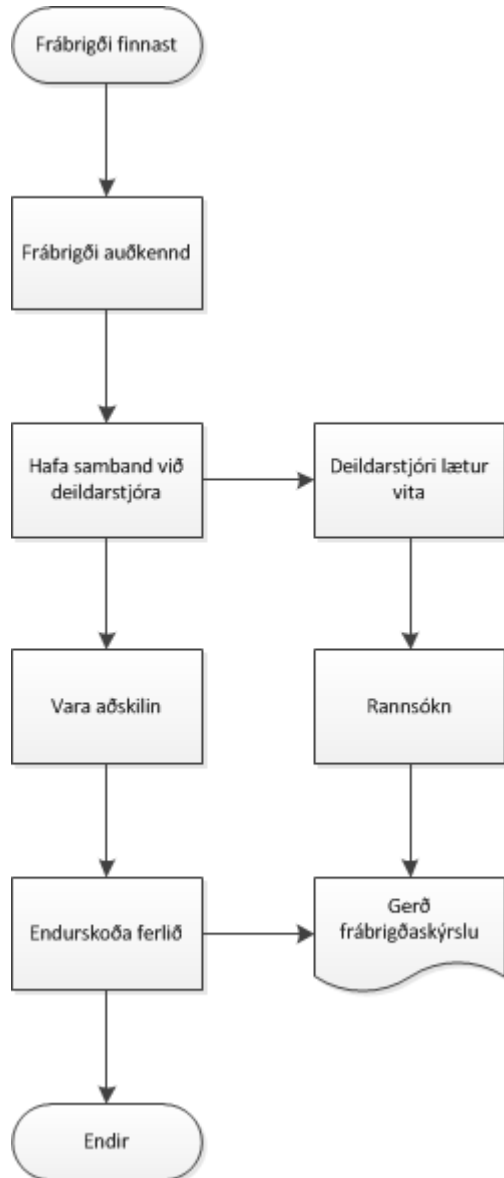 Frábrigði finnast
Frábrigði auðkennd
Hafa samband við
deildarstjóra
Deildarstjóri lætur
vita
Vara aðskilin
Rannsókn
Endurskoða ferlið
Gerð
frábrigðaskýrslu
Endir